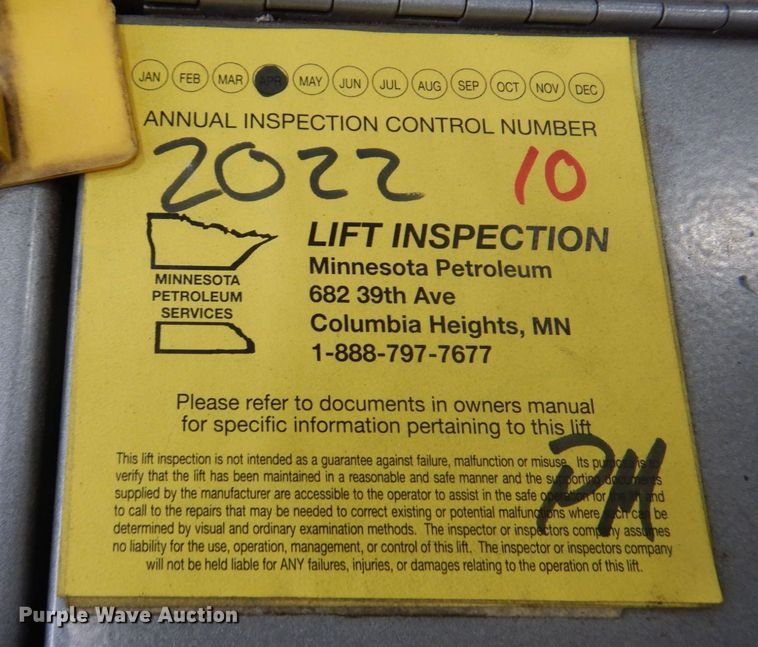 JAN FEB MAR APR MAY JUN JUL AUG SEP OCT NOV DEC
ANNUAL INSPECTION CONTROL NUMBER
2022 10
LIFT INSPECTION
Minnesota Petroleum
682 39th Ave
Columbia Heights, MN
1-888-797-7677
MINNESOTA
PETROLEUM
SERVICES
Please refer to documents in owners manual
for specific information pertaining to this lift
This lift inspection is not intended as a guarantee against failure, malfunction or misuse. Its purpose is to
verify that the lift has been maintained in a reasonable and safe manner and the supporting documents
supplied by the manufacturer are accessible to the operator to assist in the safe operation for the lift and
to call to the repairs that may be needed to correct existing or potential malfunctions where such can be
determined by visual and ordinary examination methods. The inspector or inspectors company assumes
no liability for the use, operation, management, or control of this lift. The inspector or inspectors company
will not be held liable for ANY failures, injuries, or damages relating to the operation of this lift.
Purple Wave Auction